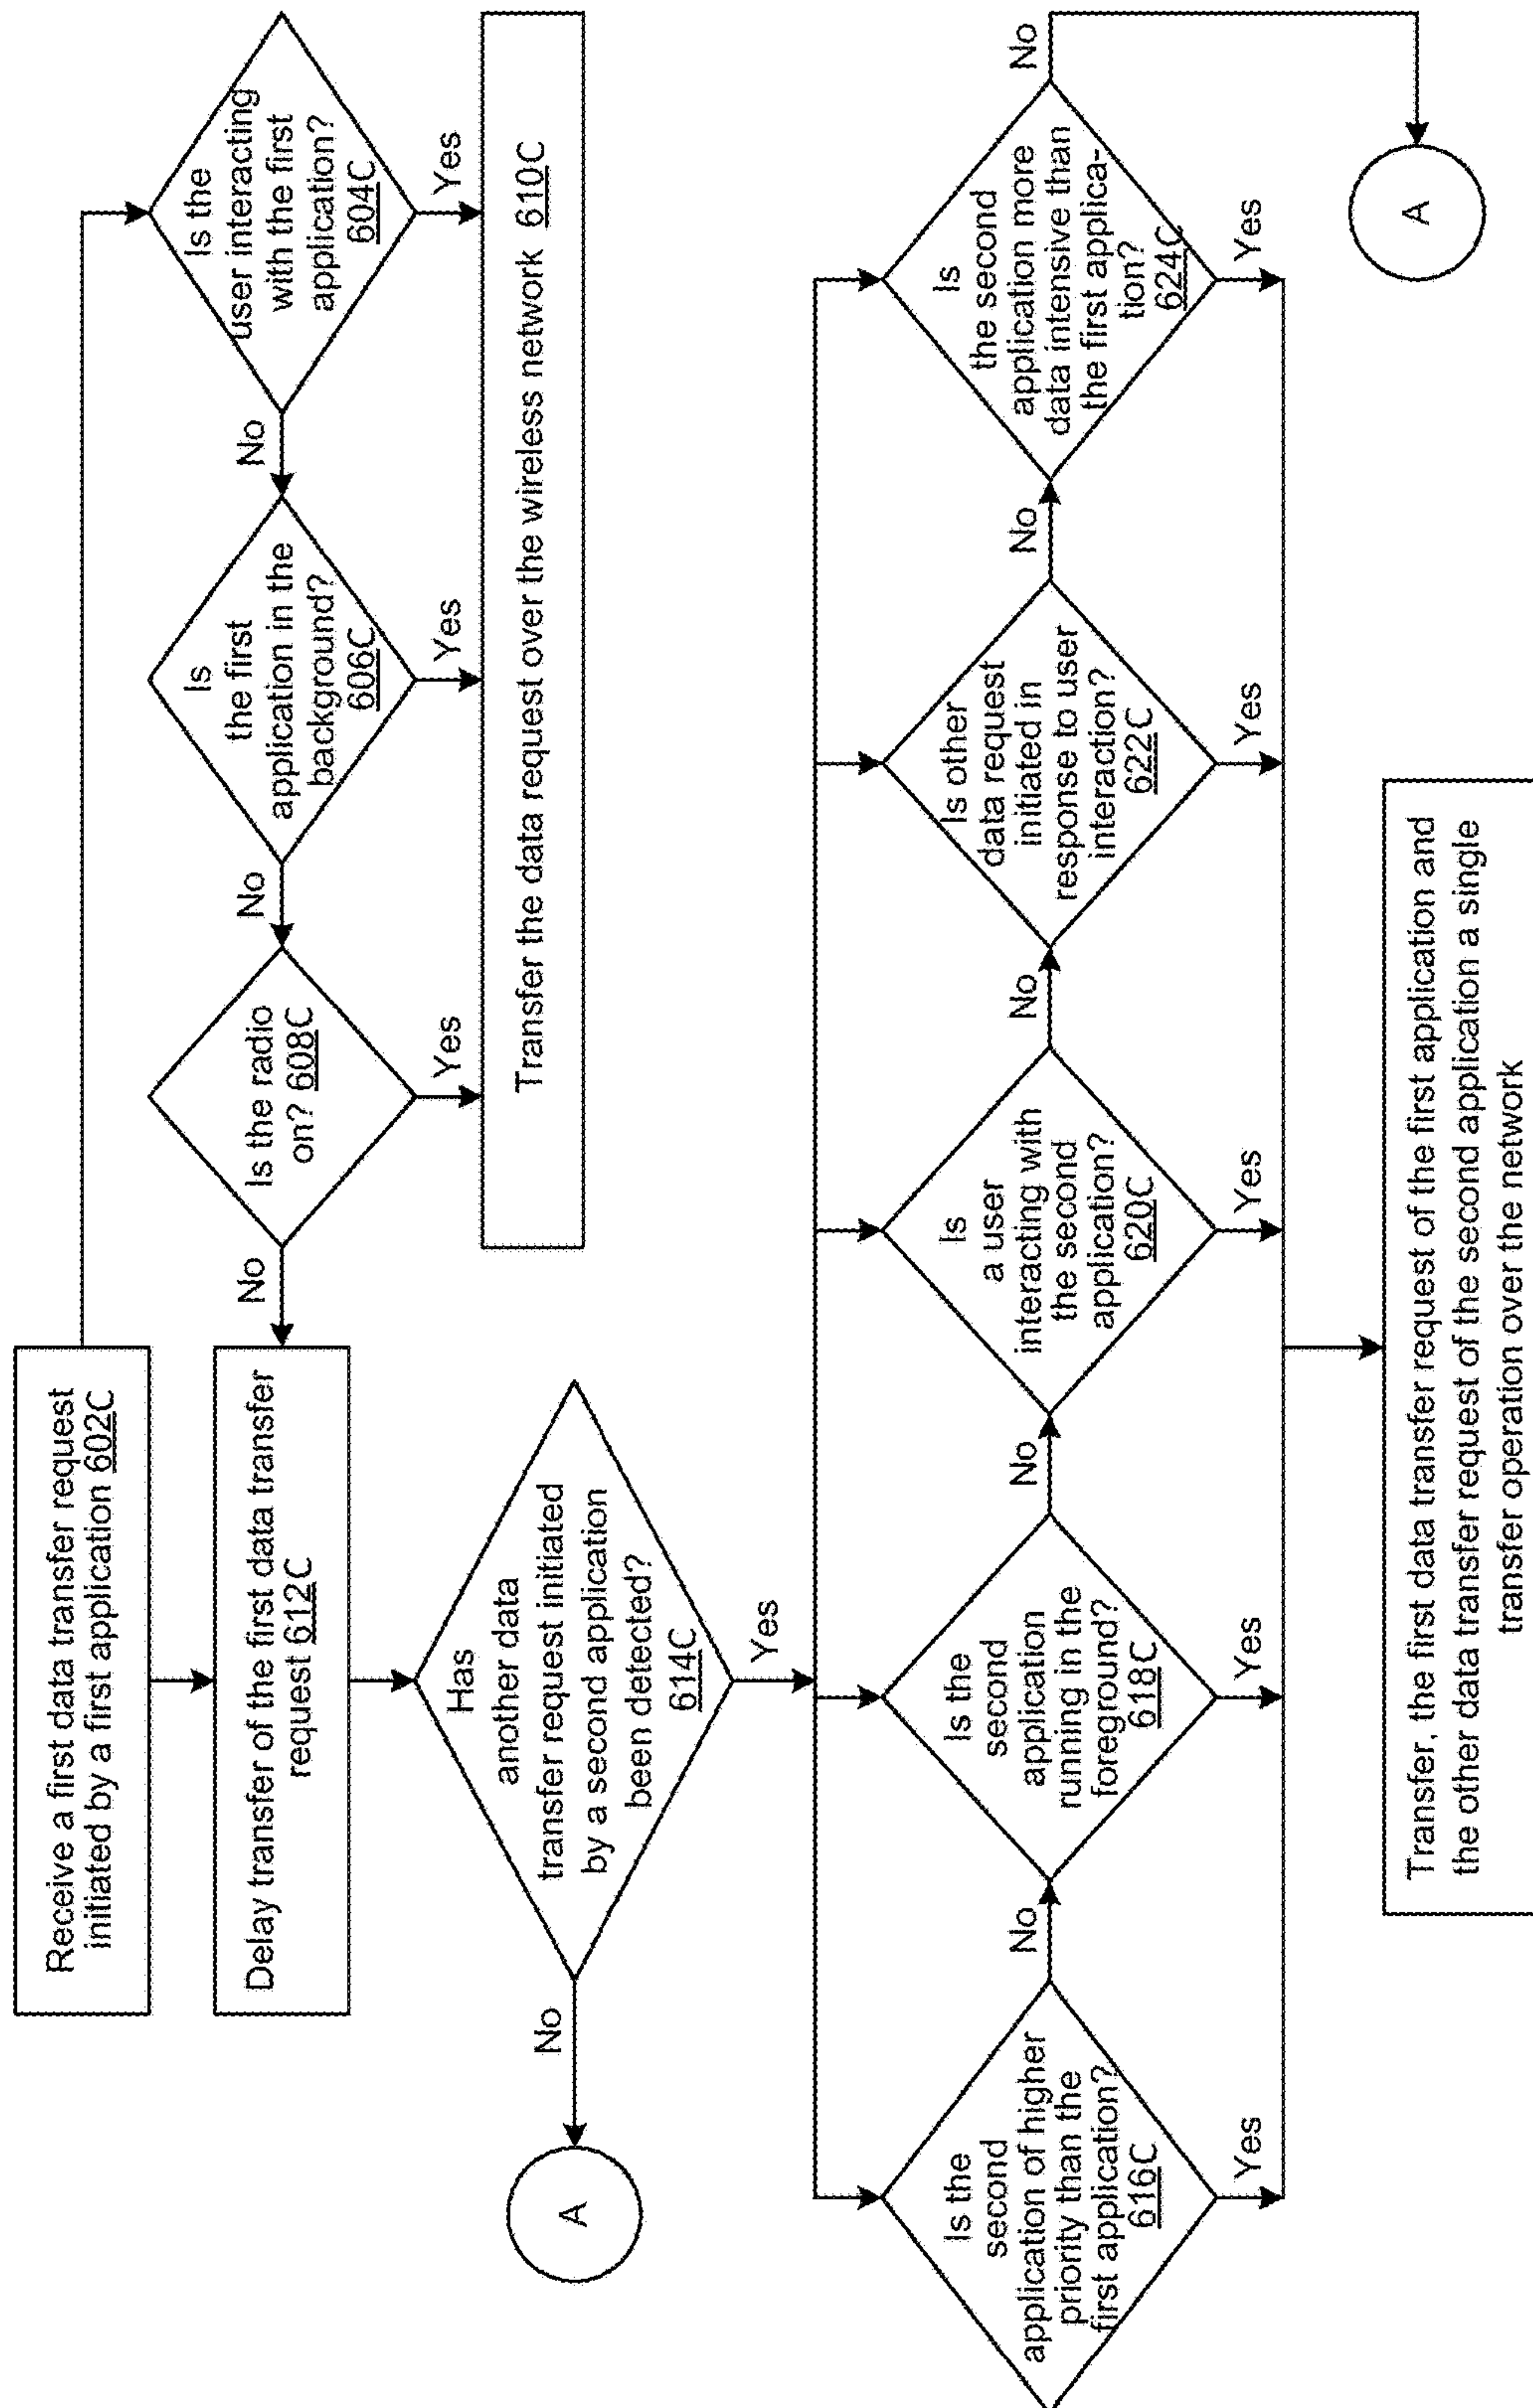 Receive a first data transfer request
initiated by a first application 602C
Delay transfer of the first data transfer
request 612C
No
Is the radio
on? 608C
Yes
No
Is
the first
application in the
background?
606C
Yes
No
Is the
user interacting
with the first
application?
604C
Yes
Transfer the data request over the wireless network 610C
Has
another data
transfer request initiated
by a second application
been detected?
614C
No
A
Yes
Is the
second
application of higher
priority than the
first application?
616C
Yes
No
Is the
second
application
running in the
foreground?
618C
Yes
No
Is
a user
interacting with
the second
application?
620C
Yes
No
Is other
data request
initiated in
response to user
interaction?
622C
Yes
No
Is
the second
application more
data intensive than
the first applica-
tion?
624C
Yes
No
A
Transfer, the first data transfer request of the first application and
the other data transfer request of the second application a single
transfer operation over the network